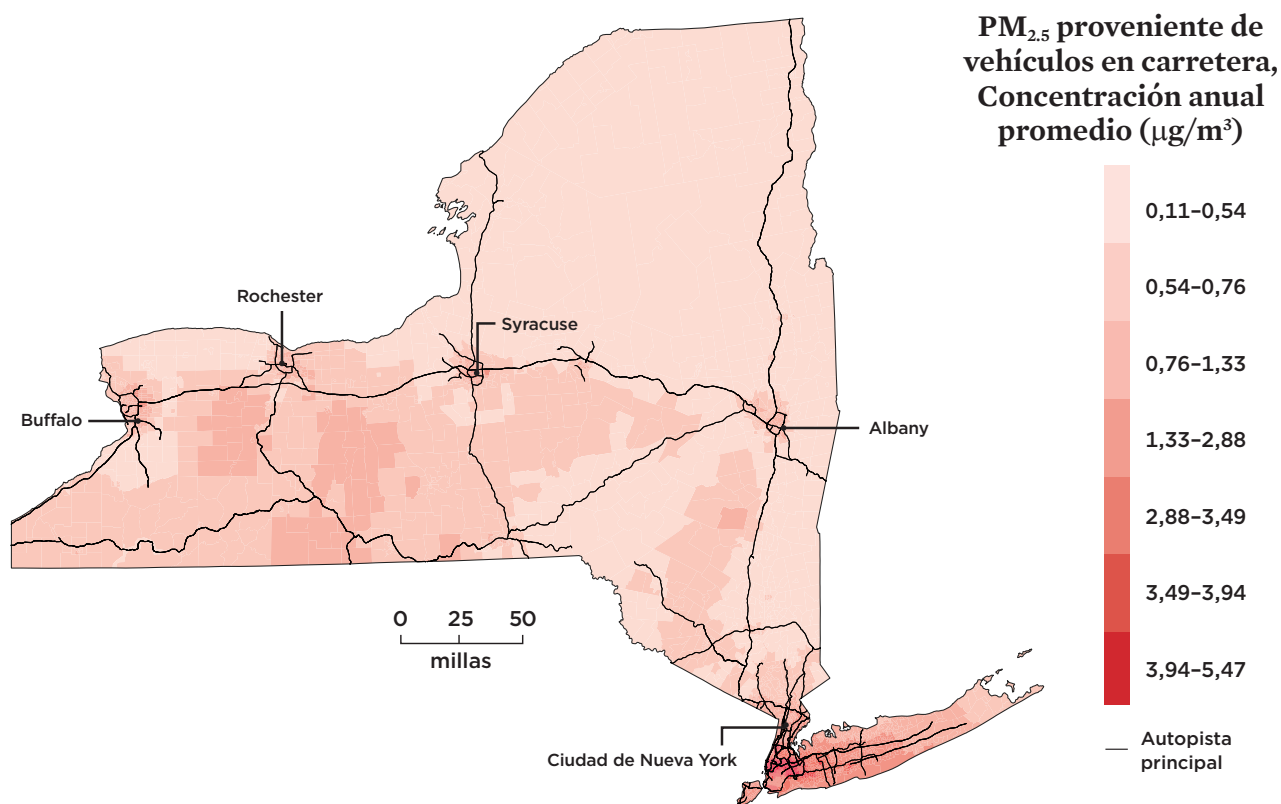 PM2.5 proveniente de
vehículos en carretera,
Concentración anual
promedio (µg/m³)
0,11–0,54
0,54–0,76
0,76–1,33
1,33–2,88
2,88–3,49
3,49–3,94
3,94–5,47
Autopista
principal
Rochester
Syracuse
Buffalo
Albany
0 25 50
millas
Ciudad de Nueva York